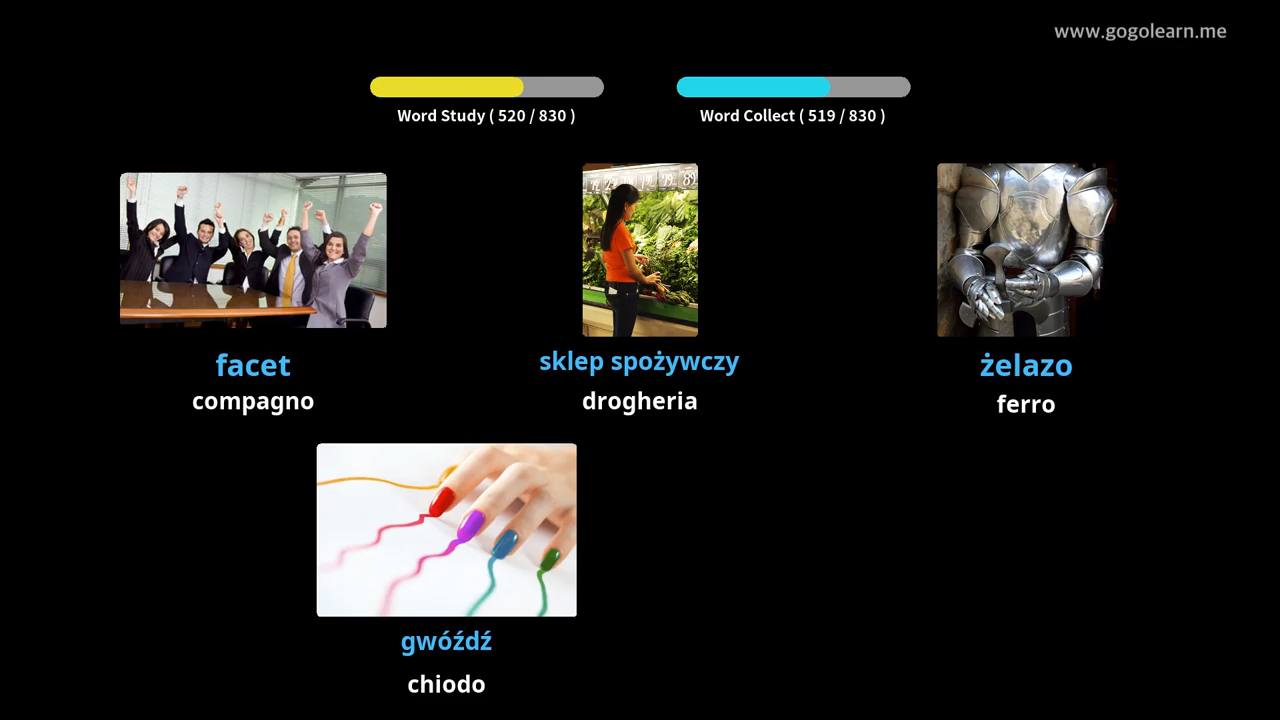 www.gogolearn.me
Word Study ( 520 / 830 )
Word Collect ( 519 / 830 )
facet
compagno
sklep spożywczy
drogheria
żelazo
ferro
gwóźdź
chiodo